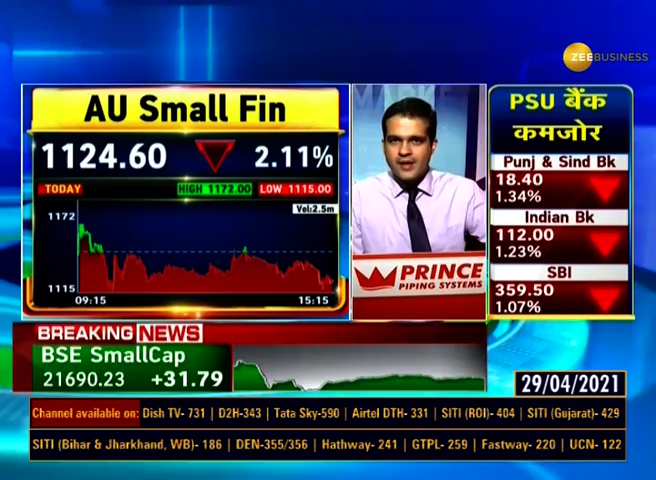 ZEEBUSINESS
AU Small Fin
1124.60 2.11%
TODAY HIGH 1172.00 LOW 1115.00
Vol:2.5m
1172
1115
09:15 15:15
PRINCE
PIPING SYSTEMS
PSU बैंक
कमजोर
Punj & Sind Bk
18.40
1.34%
Indian Bk
112.00
1.23%
SBI
359.50
1.07%
BREAKING NEWS
BSE SmallCap
21690.23 +31.79
29/04/2021
Channel available on: Dish TV- 731 | D2H-343 | Tata Sky-590 | Airtel DTH- 331 | SITI (ROI)- 404 | SITI (Gujarat)- 429
SITI (Bihar & Jharkhand, WB)- 186 | DEN-355/356 | Hathway- 241 | GTPL- 259 | Fastway- 220 | UCN- 122